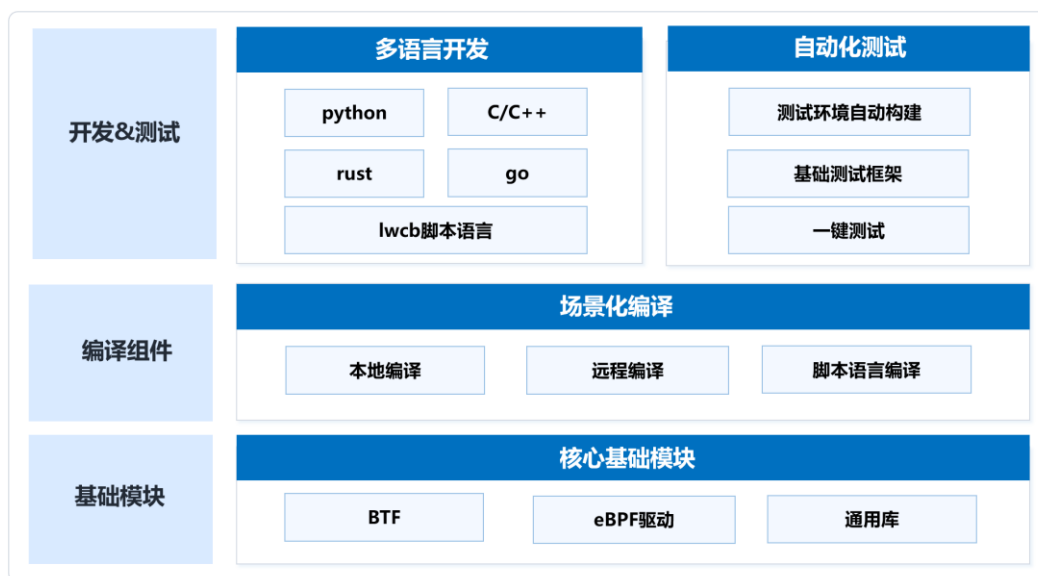 开发&测试
多语言开发
python
C/C++
rust
go
lwcb脚本语言
自动化测试
测试环境自动构建
基础测试框架
一键测试
编译组件
场景化编译
本地编译
远程编译
脚本语言编译
基础模块
核心基础模块
BTF
eBPF驱动
通用库